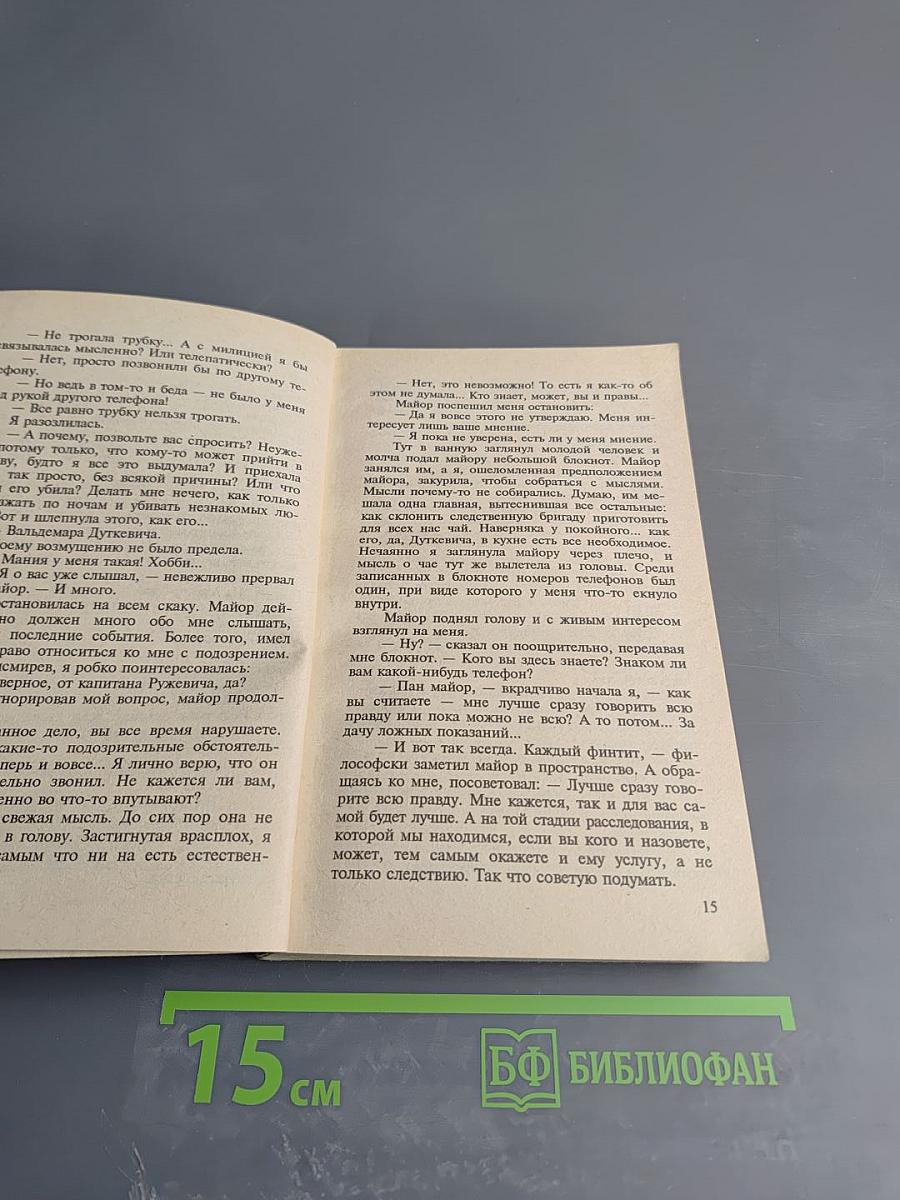 — Не трогала трубку... А с милицией я бы
связывалась мысленно? Или телепатически?
— Нет, просто позвонили бы по другому те-
ефону.
— Но ведь в том-то и беда — не было у меня
д рукой другого телефона!
— Все равно трубку нельзя трогать.
Я разозлилась.
— А почему, позвольте вас спросить? Неуже-
потому только, что кому-то может прийти в
ву, будто я все это выдумала? И приехала
так просто, без всякой причины? Или что
его убила? Делать мне нечего, как только
зжать по ночам и убивать незнакомых лю-
Вот и шлепнула этого, как его...
Вальдемара Дуткевича.
оему возмущению не было предела.
Мания у меня такая! Хобби...
Я о вас уже слышал, — невежливо прервал
йор. — И много.
остановилась на всем скаку. Майор дей-
но должен много обо мне слышать,
последние события. Более того, имел
право относиться ко мне с подозрением.
смирев, я робко поинтересовалась:
верное, от капитана Ружевича, да?
гнорировав мой вопрос, майор продол-
нное дело, вы все время нарушаете.
какие-то подозрительные обстоятель-
перь и вовсе... Я лично верю, что он
ельно звонил. Не кажется ли вам,
енно во что-то впутывают?
свежая мысль. До сих пор она не
в голову. Застигнутая врасплох, я
самым что ни на есть естествен-
— Нет, это невозможно! То есть я как-то об
этом не думала... Кто знает, может, вы и правы...
Майор поспешил меня остановить:
— Да я вовсе этого не утверждаю. Меня ин-
тересует лишь ваше мнение.
— Я пока не уверена, есть ли у меня мнение.
Тут в ванную заглянул молодой человек и
молча подал майору небольшой блокнот. Майор
занялся им, а я, ошеломленная предположением
майора, закурила, чтобы собраться с мыслями.
Мысли почему-то не собирались. Думаю, им ме-
шала одна главная, вытеснившая все остальные:
как склонить следственную бригаду приготовить
для всех нас чай. Наверняка у покойного... как
его, да, Дуткевича, в кухне есть все необходимое.
Нечаянно я заглянула майору через плечо, и
мысль о чае тут же вылетела из головы. Среди
записанных в блокноте номеров телефонов был
один, при виде которого у меня что-то екнуло
внутри.
Майор поднял голову и с живым интересом
взглянул на меня.
— Ну? — сказал он поощрительно, передавая
мне блокнот. — Кого вы здесь знаете? Знаком ли
вам какой-нибудь телефон?
— Пан майор, — вкрадчиво начала я, — как
вы считаете — мне лучше сразу говорить всю
правду или пока можно не всю? А то потом... За
дачу ложных показаний...
— И вот так всегда. Каждый финтит, — фи-
лософски заметил майор в пространство. А обра-
щаясь ко мне, посоветовал: — Лучше сразу гово-
рите всю правду. Мне кажется, так и для вас са-
мой будет лучше. А на той стадии расследования, в
которой мы находимся, если вы кого и назовете,
может, тем самым окажете и ему услугу, а не
только следствию. Так что советую подумать.
15
15 см
БФ БИБЛИОФАН